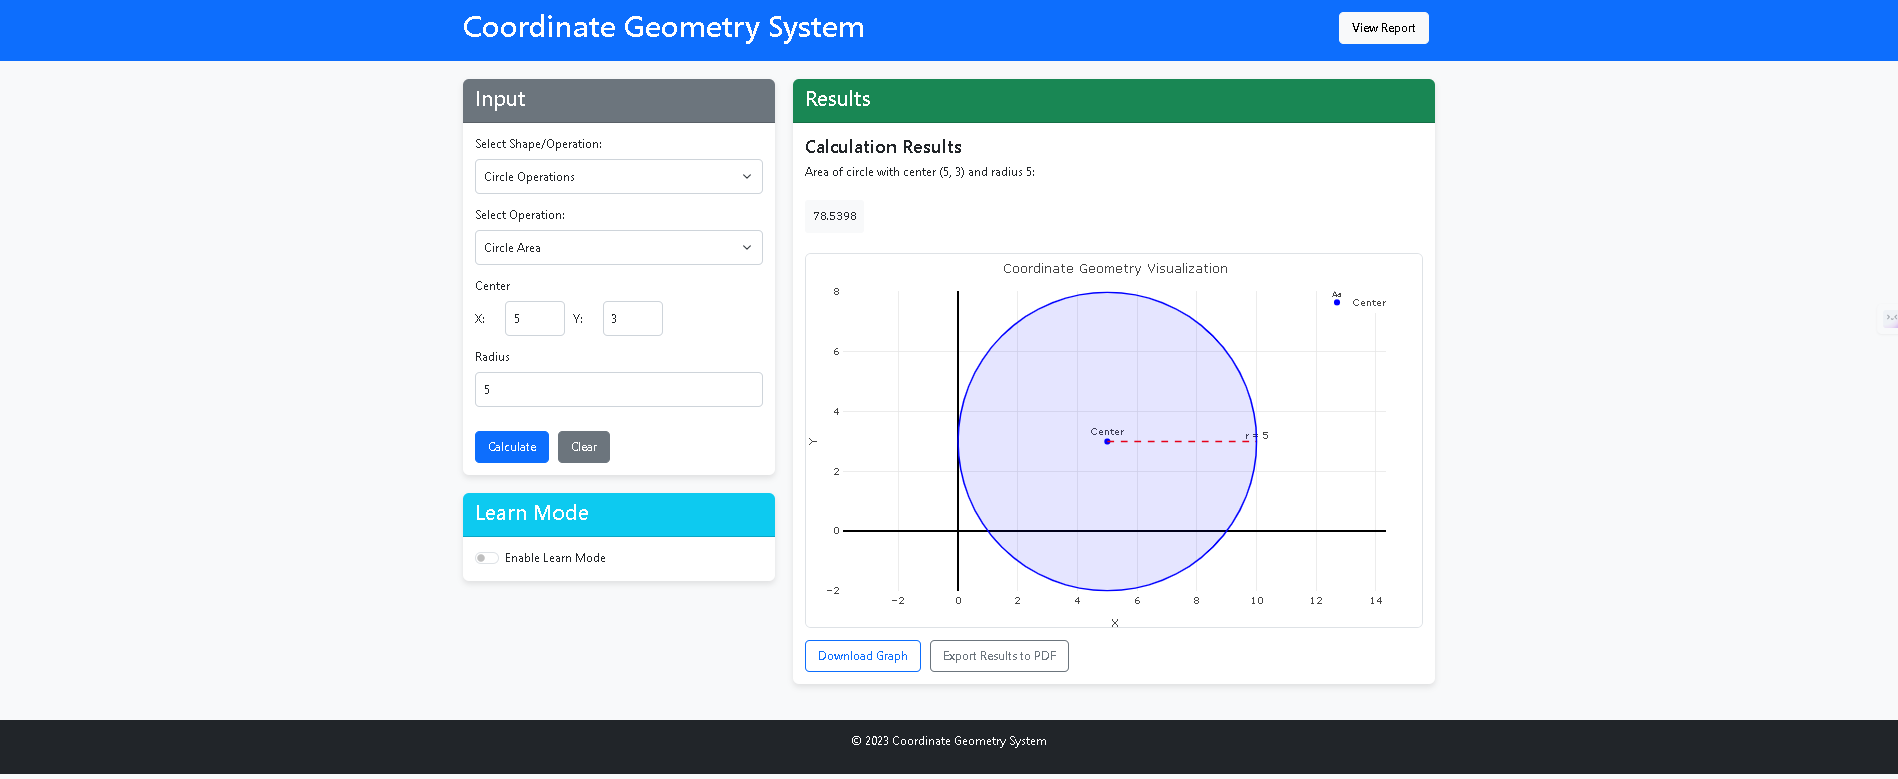 Coordinate Geometry System
View Report
Input
Select Shape/Operation:
Circle Operations
Select Operation:
Circle Area
Center
X: 5 Y: 3
Radius
5
Calculate Clear
Learn Mode
Enable Learn Mode
Results
Calculation Results
Area of circle with center (5, 3) and radius 5:
78.5398
Coordinate Geometry Visualization
Aa
Center
8
6
4
2
0
−2
Y
Center
r = 5
−2 0 2 4 6 8 10 12 14
X
Download Graph Export Results to PDF
© 2023 Coordinate Geometry System